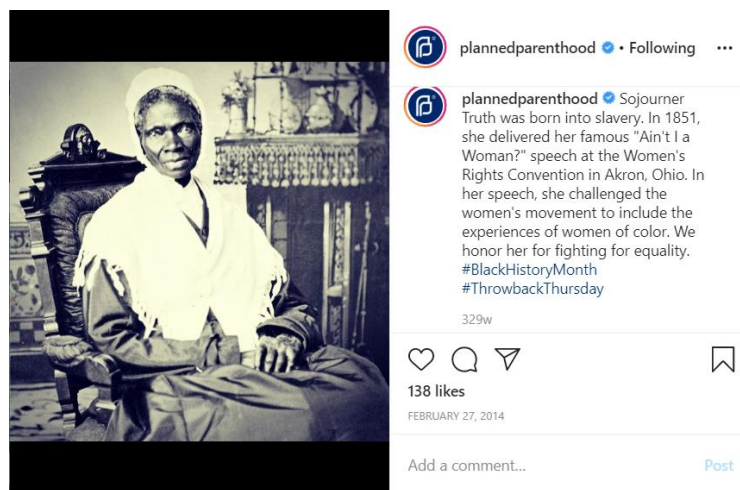 plannedparenthood • Following
plannedparenthood Sojourner
Truth was born into slavery. In 1851,
she delivered her famous "Ain't I a
Woman?" speech at the Women's
Rights Convention in Akron, Ohio. In
her speech, she challenged the
women's movement to include the
experiences of women of color. We
honor her for fighting for equality.
#BlackHistoryMonth
#ThrowbackThursday
329w
138 likes
FEBRUARY 27, 2014
Add a comment... Post